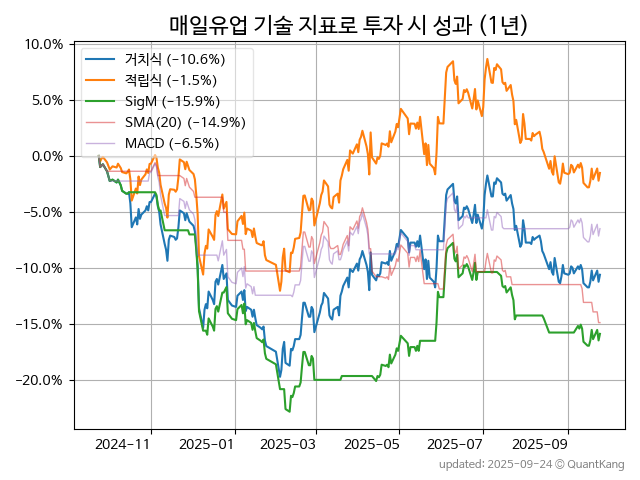 매일유업 기술 지표로 투자 시 성과 (1년)
거치식 (−10.6%)
적립식 (−1.5%)
SigM (−15.9%)
SMA(20) (−14.9%)
MACD (−6.5%)
10.0%
5.0%
0.0%
−5.0%
−10.0%
−15.0%
−20.0%
2024−11 2025−01 2025−03 2025−05 2025−07 2025−09
updated: 2025−09−24 © QuantKang